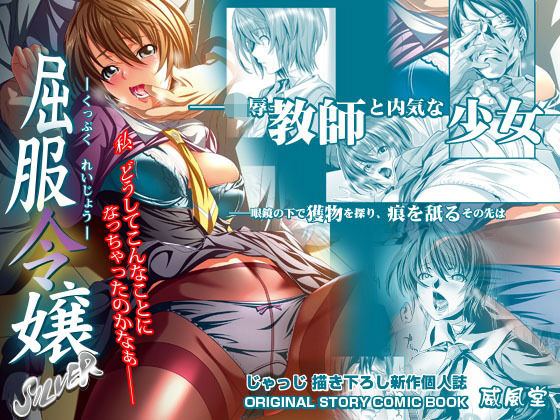 屈服令嬢
―くっぷく れいじょう―
SILVER
私、どうしてこんなことに
なっちゃったのかなぁ――
辱教師と内気な少女
――眼鏡の下で獲物を探り、痕を舐るその先は
じゃっじ 描き下ろし新作個人誌
ORIGINAL STORY COMIC BOOK
威風堂